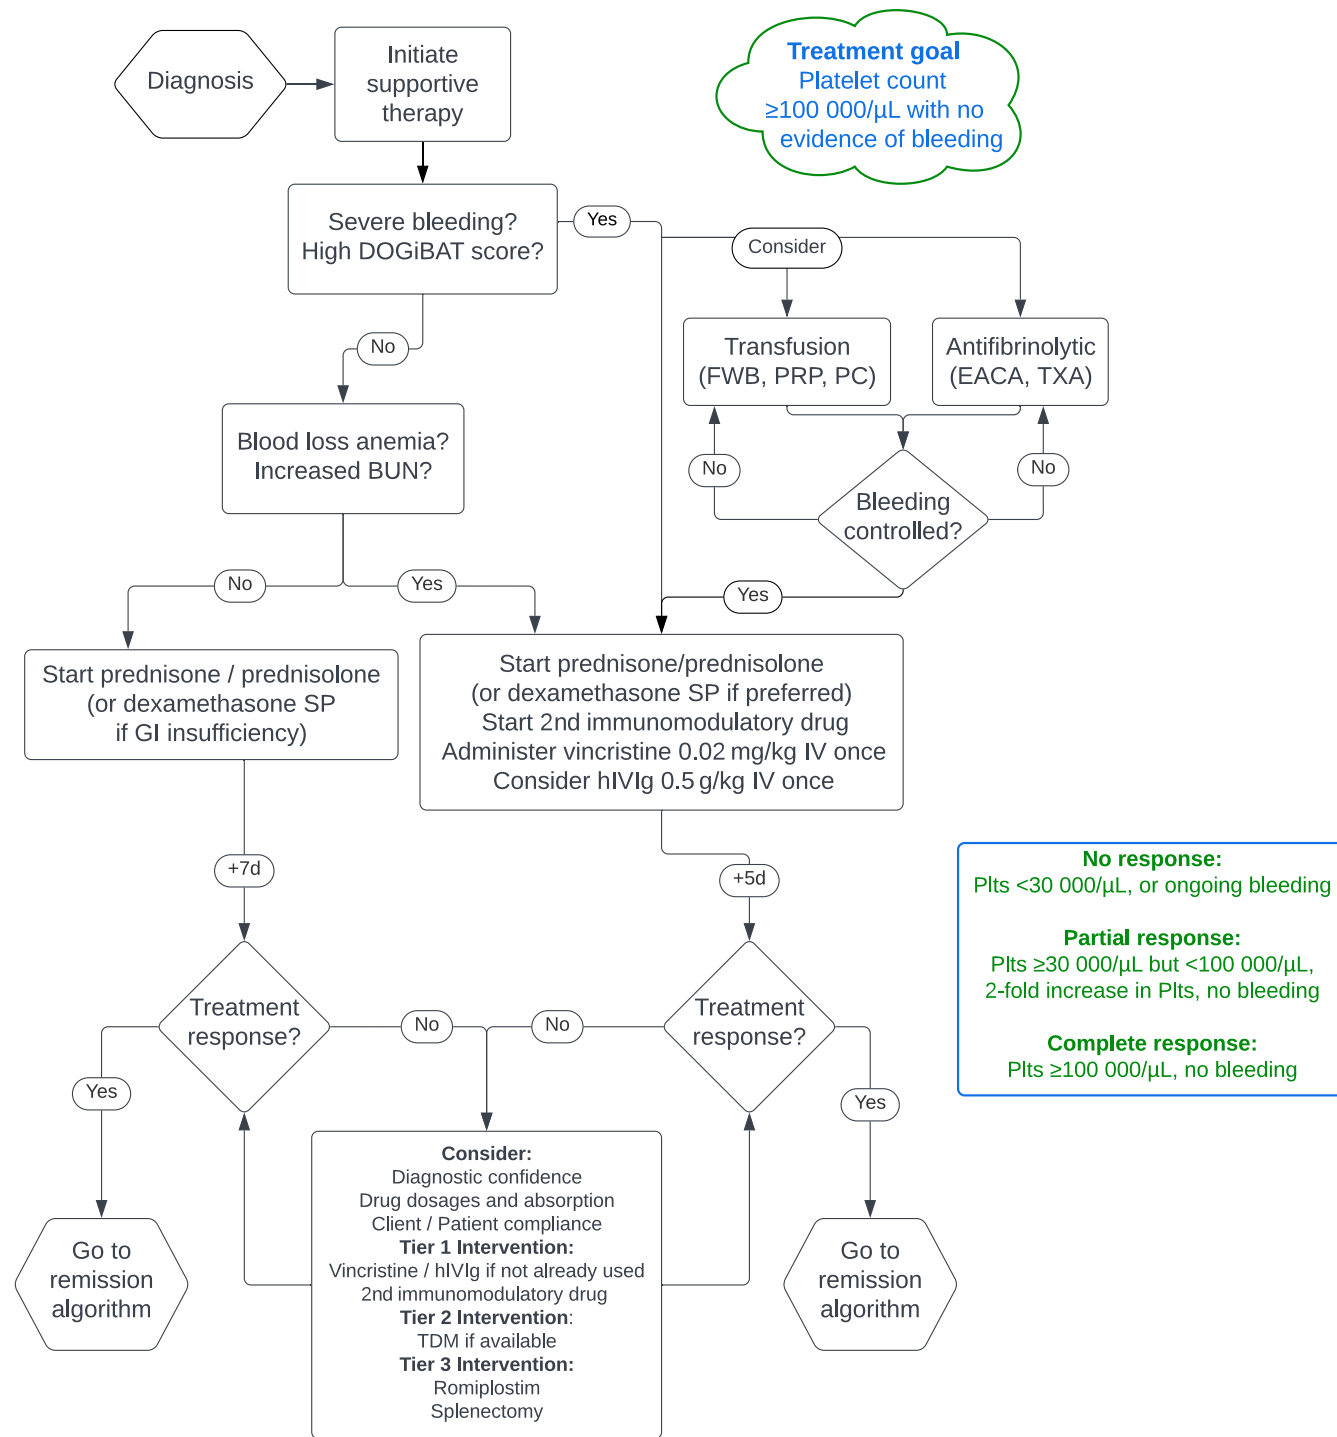 Diagnosis
Initiate
supportive
therapy
Treatment goal
Platelet count
≥100 000/µL with no
evidence of bleeding
Severe bleeding?
High DOGiBAT score?
Yes
Consider
No
Transfusion
(FWB, PRP, PC)
Antifibrinolytic
(EACA, TXA)
Blood loss anemia?
Increased BUN?
No
No
Bleeding
controlled?
No
Yes
Yes
Start prednisone / prednisolone
(or dexamethasone SP
if GI insufficiency)
Start prednisone/prednisolone
(or dexamethasone SP if preferred)
Start 2nd immunomodulatory drug
Administer vincristine 0.02 mg/kg IV once
Consider hIVIg 0.5 g/kg IV once
+7d
+5d
No response:
Plts <30 000/µL, or ongoing bleeding
Partial response:
Plts ≥30 000/µL but <100 000/µL,
2-fold increase in Plts, no bleeding
Complete response:
Plts ≥100 000/µL, no bleeding
Treatment
response?
No
No
Treatment
response?
Yes
Yes
Consider:
Diagnostic confidence
Drug dosages and absorption
Client / Patient compliance
Tier 1 Intervention:
Vincristine / hIVIg if not already used
2nd immunomodulatory drug
Tier 2 Intervention:
TDM if available
Tier 3 Intervention:
Romiplostim
Splenectomy
Go to
remission
algorithm
Go to
remission
algorithm